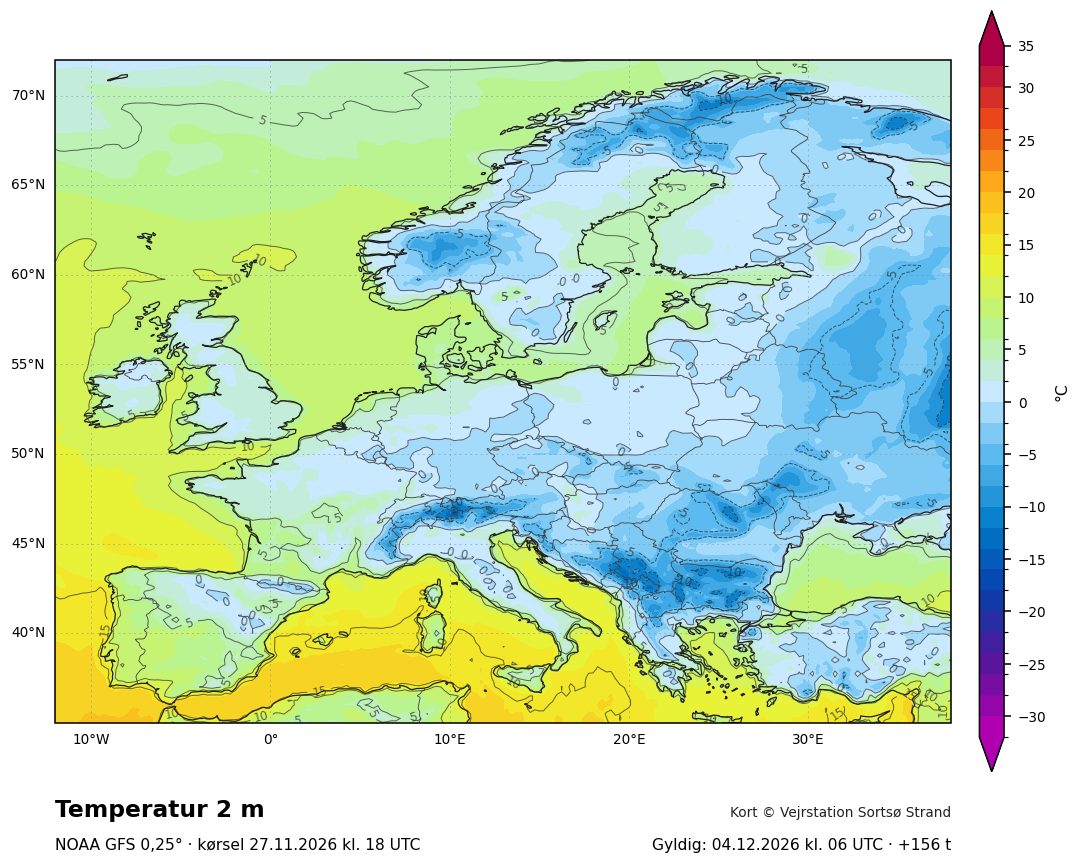 35
30
25
20
15
10
5
0
−5
−10
−15
−20
−25
−30
°C
70°N
65°N
60°N
55°N
50°N
45°N
40°N
10°W
0°
10°E
20°E
30°E
Temperatur 2 m
Kort © Vejrstation Sortsø Strand
NOAA GFS 0,25° · kørsel 27.11.2026 kl. 18 UTC
Gyldig: 04.12.2026 kl. 06 UTC · +156 t